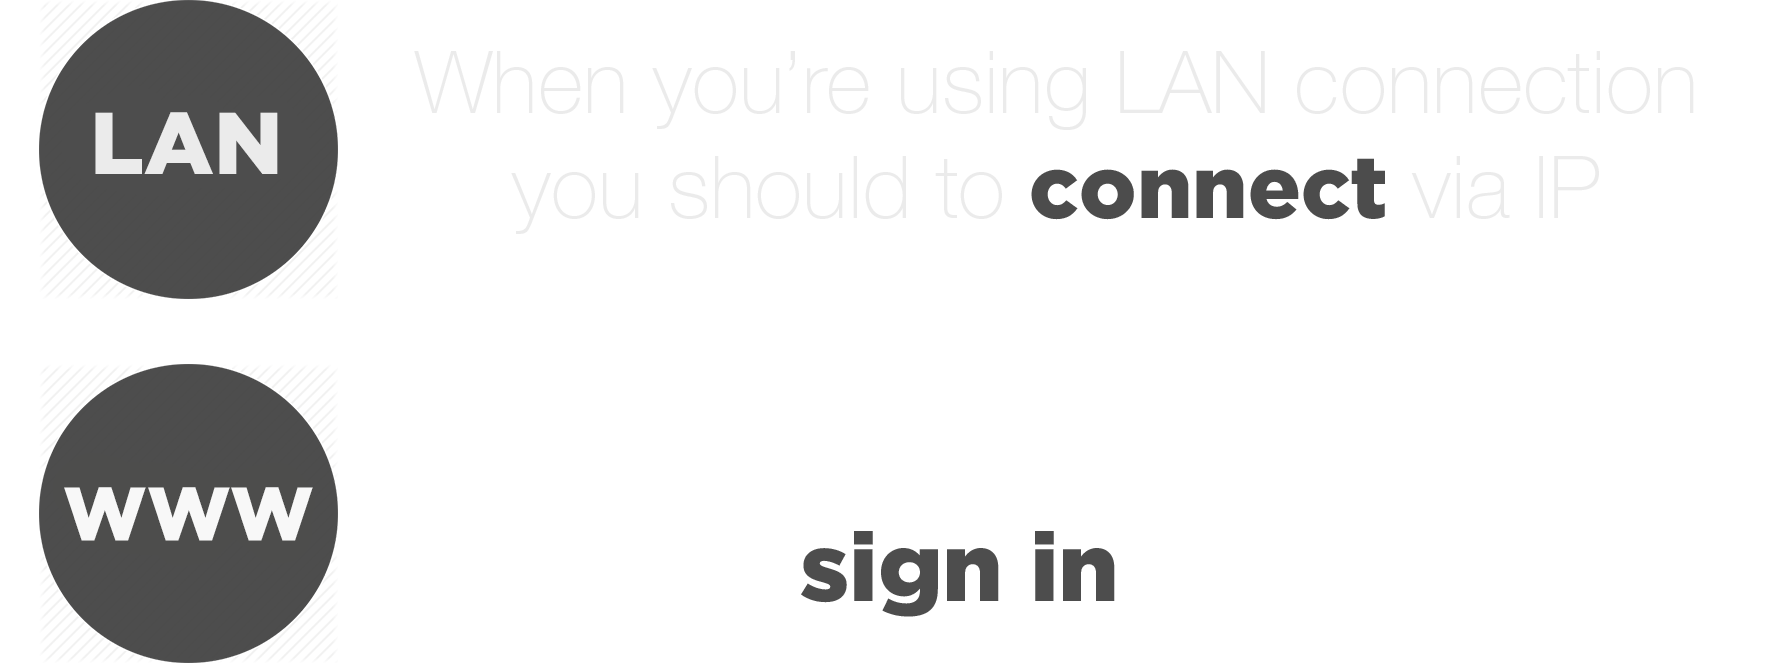 LAN
When you’re using LAN connection
you should to connect via IP
WWW
sign in